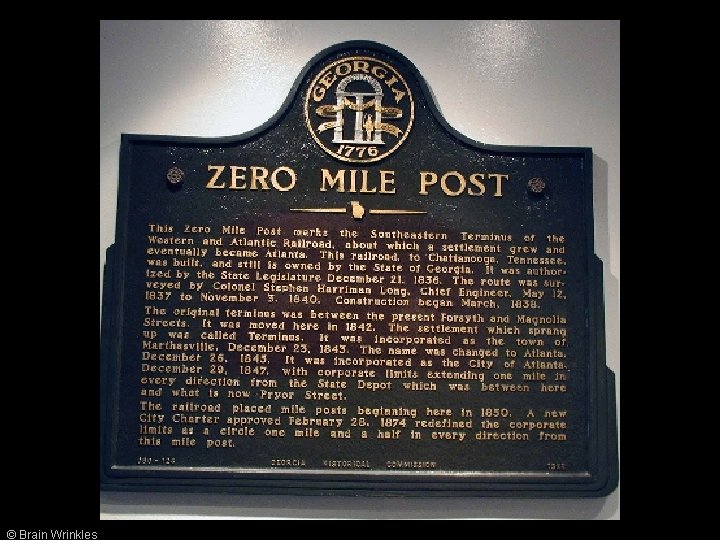 GEORGIA
1776
ZERO MILE POST
This Zero Mile Post marks the Southeastern Terminus of the
Western and Atlantic Railroad, about which a settlement grew and
eventually became Atlanta. This railroad, to Chattanooga, Tennessee,
was built, and still is owned by the State of Georgia. It was author-
ized by the State Legislature December 21, 1836. The route was sur-
veyed by Colonel Stephen Harriman Long, Chief Engineer, May 12,
1837 to November 3, 1840. Construction began March, 1838.
The original terminus was between the present Forsyth and Magnolia
Streets. It was moved here in 1842. The settlement which sprang
up was called Terminus. It was incorporated as the town of
Marthasville, December 23, 1843. The name was changed to Atlanta,
December 26, 1845. It was incorporated as the City of Atlanta,
December 29, 1847, with corporate limits extending one mile in
every direction from the State Depot which was between here
and what is now Pryor Street.
The railroad placed mile posts beginning here in 1850. A new
City Charter approved February 28, 1874 redefined the corporate
limits as a circle one mile and a half in every direction from
this mile post.
GEORGIA HISTORICAL COMMISSION
© Brain Wrinkles